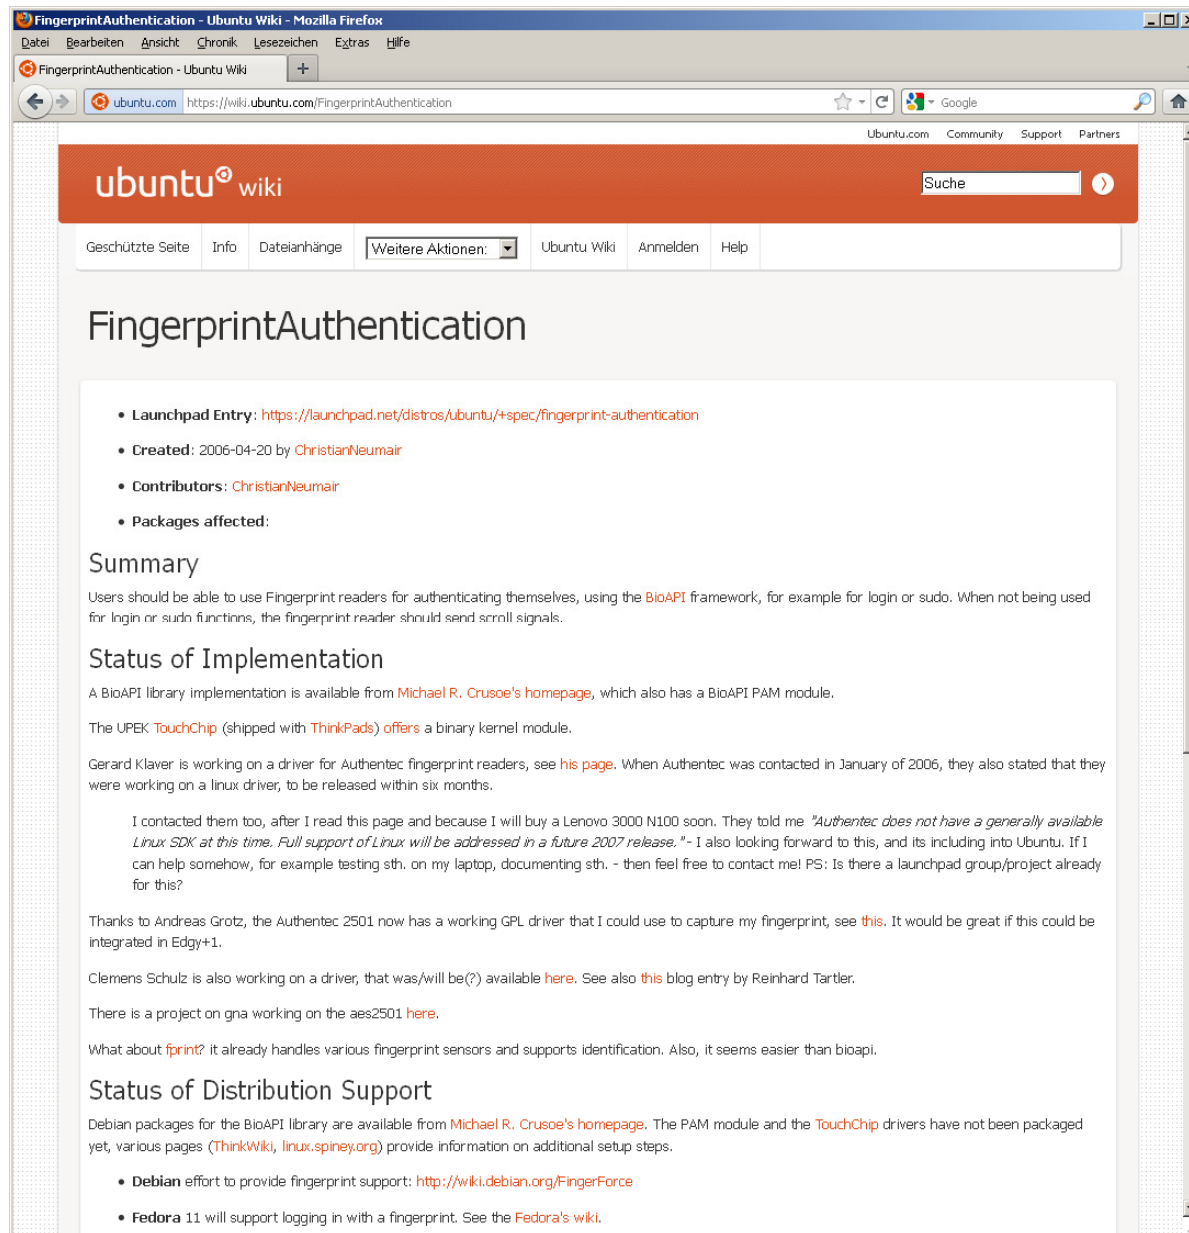 FingerprintAuthentication - Ubuntu Wiki - Mozilla Firefox
Datei Bearbeiten Ansicht Chronik Lesezeichen Extras Hilfe
FingerprintAuthentication - Ubuntu Wiki +
ubuntu.com https://wiki.ubuntu.com/FingerprintAuthentication Google
Ubuntu.com Community Support Partners
ubuntu wiki Suche
Geschützte Seite Info Dateianhänge Weitere Aktionen: Ubuntu Wiki Anmelden Help
FingerprintAuthentication
• Launchpad Entry: https://launchpad.net/distros/ubuntu/+spec/fingerprint-authentication
• Created: 2006-04-20 by ChristianNeumair
• Contributors: ChristianNeumair
• Packages affected:
Summary
Users should be able to use Fingerprint readers for authenticating themselves, using the BioAPI framework, for example for login or sudo. When not being used
for login or sudo functions, the fingerprint reader should send scroll signals.
Status of Implementation
A BioAPI library implementation is available from Michael R. Crusoe's homepage, which also has a BioAPI PAM module.
The UPEK TouchChip (shipped with ThinkPads) offers a binary kernel module.
Gerard Klaver is working on a driver for Authentec fingerprint readers, see his page. When Authentec was contacted in January of 2006, they also stated that they
were working on a linux driver, to be released within six months.
I contacted them too, after I read this page and because I will buy a Lenovo 3000 N100 soon. They told me "Authentec does not have a generally available
Linux SDK at this time. Full support of Linux will be addressed in a future 2007 release." - I also looking forward to this, and its including into Ubuntu. If I
can help somehow, for example testing sth. on my laptop, documenting sth. - then feel free to contact me! PS: Is there a launchpad group/project already
for this?
Thanks to Andreas Grotz, the Authentec 2501 now has a working GPL driver that I could use to capture my fingerprint, see this. It would be great if this could be
integrated in Edgy+1.
Clemens Schulz is also working on a driver, that was/will be(?) available here. See also this blog entry by Reinhard Tartler.
There is a project on gna working on the aes2501 here.
What about fprint? it already handles various fingerprint sensors and supports identification. Also, it seems easier than bioapi.
Status of Distribution Support
Debian packages for the BioAPI library are available from Michael R. Crusoe's homepage. The PAM module and the TouchChip drivers have not been packaged
yet, various pages (ThinkWiki, linux.spiney.org) provide information on additional setup steps.
• Debian effort to provide fingerprint support: http://wiki.debian.org/FingerForce
• Fedora 11 will support logging in with a fingerprint. See the Fedora's wiki.